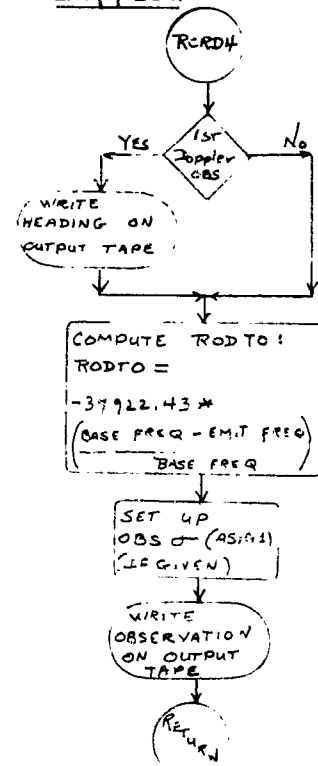 RCRD4
1ST
Doppler
OBS
YES
No
WRITE
HEADING ON
OUTPUT TAPE
COMPUTE RODTO:
RODTO =
-37922.43 *
(BASE FREQ - EMIT FREQ)
BASE FREQ
SET UP
OBS σ (ASIG1)
(IF GIVEN)
WRITE
OBSERVATION
ON OUTPUT
TAPE
RETURN